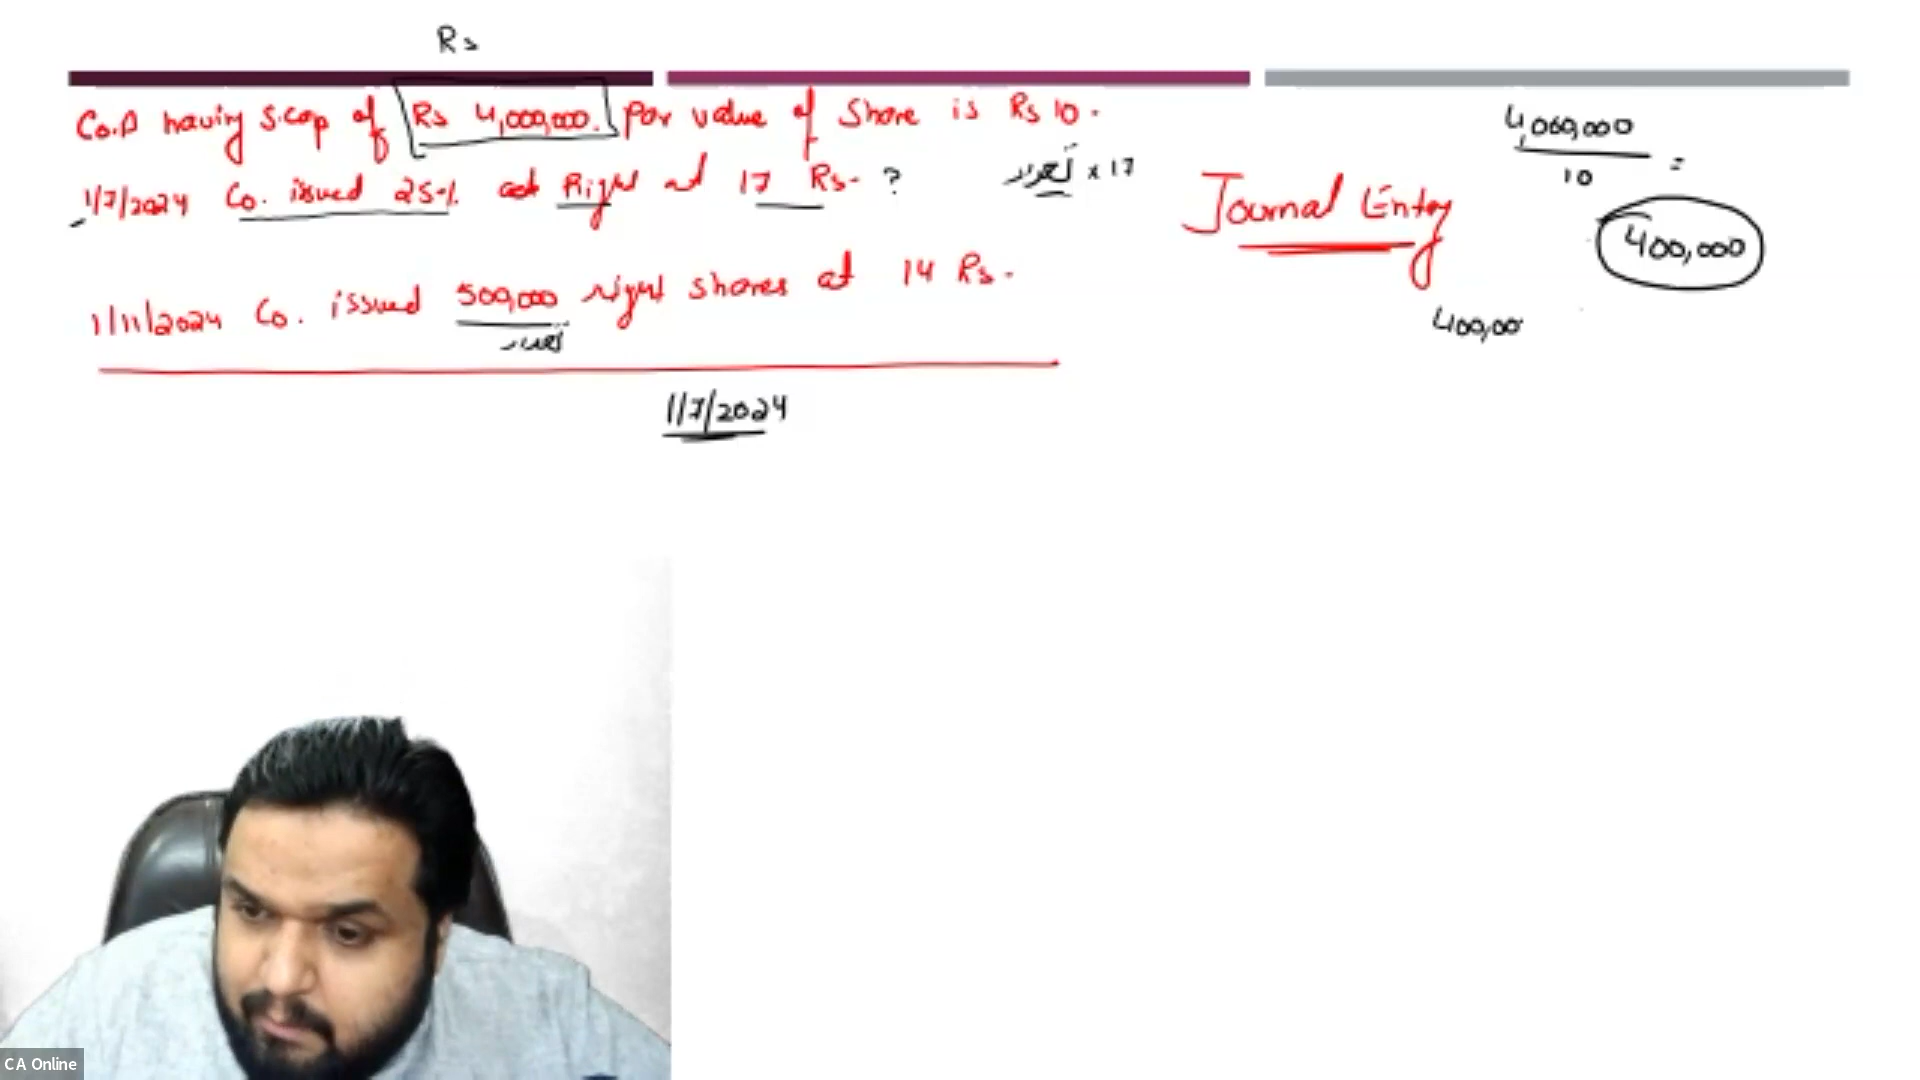 Rs
Co.A having S.cap of Rs 4,000,000. par value of Share is Rs 10.
1/7/2024 Co. issued 25% Right at 17 Rs. ?
تعداد x 17
1/11/2024 Co. issued 500,000 right shares at 14 Rs.
تعداد
1/7/2024
Journal Entry
4,000,000
10
=
400,000
400,00
CA Online